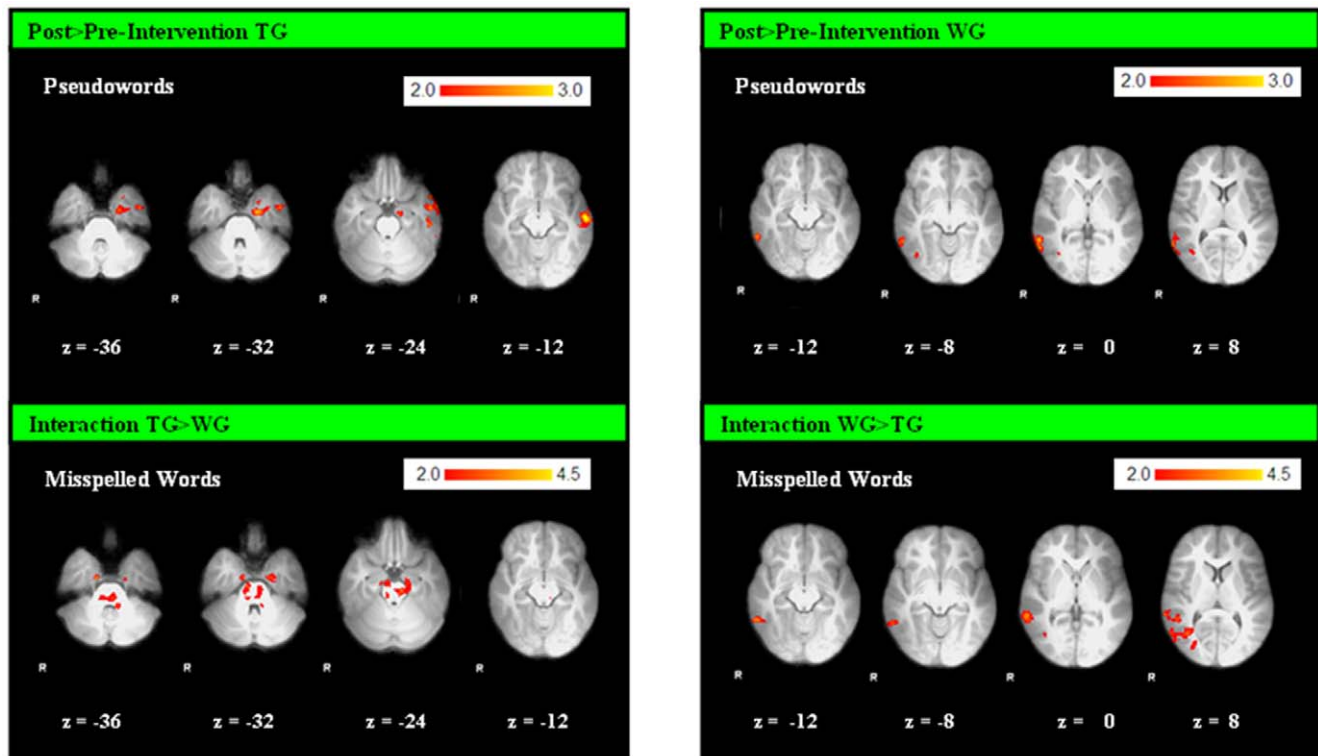 Post>Pre-Intervention TG
Pseudowords
2.0 3.0
R R R R
z = -36 z = -32 z = -24 z = -12
Interaction TG>WG
Misspelled Words
2.0 4.5
R R R R
z = -36 z = -32 z = -24 z = -12
Post>Pre-Intervention WG
Pseudowords
2.0 3.0
R R R R
z = -12 z = -8 z = 0 z = 8
Interaction WG>TG
Misspelled Words
2.0 4.5
R R R R
z = -12 z = -8 z = 0 z = 8